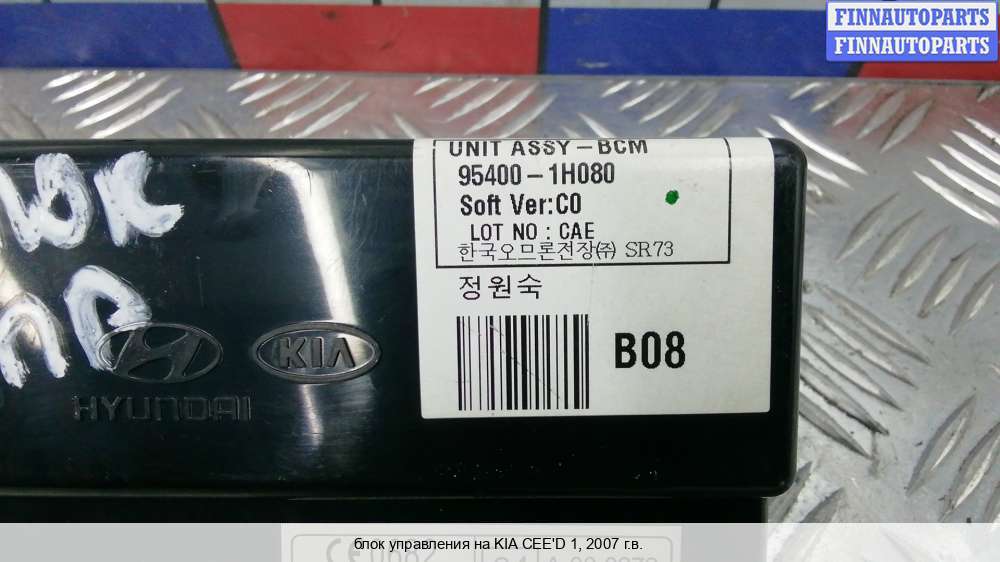 FINNAUTOPARTS
FINNAUTOPARTS
UNIT ASSY-BCM
95400-1H080
Soft Ver:C0
LOT NO : CAE
한국오므론전장㈜ SR73
정원숙
B08
KIA
HYUNDAI
блок управления на KIA CEE'D 1, 2007 г.в.